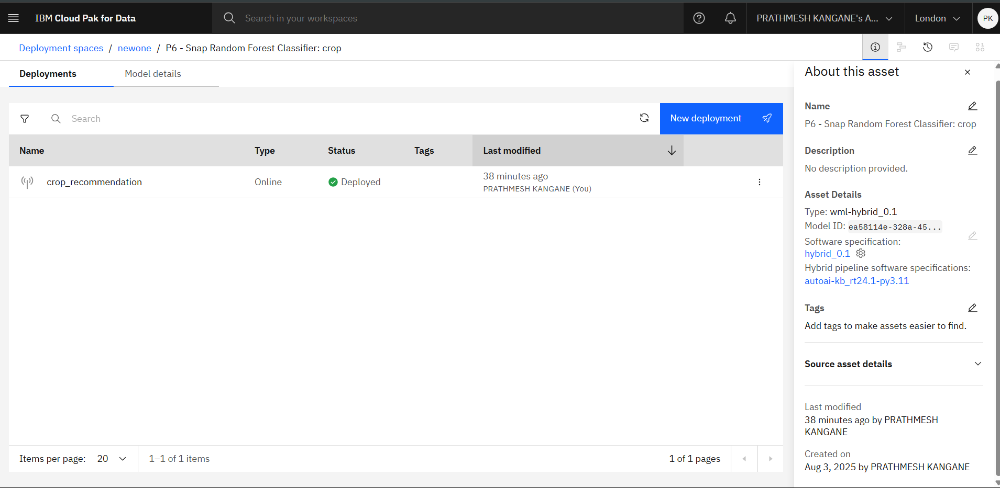 IBM Cloud Pak for Data
Search in your workspaces
PRATHMESH KANGANE's A...
London
PK
Deployment spaces / newone / P6 - Snap Random Forest Classifier: crop
Deployments
Model details
Search
New deployment
Name Type Status Tags Last modified
crop_recommendation Online Deployed 38 minutes ago
PRATHMESH KANGANE (You)
Items per page: 20
1–1 of 1 items
1 of 1 pages
About this asset
Name
P6 - Snap Random Forest Classifier: crop
Description
No description provided.
Asset Details
Type: wml-hybrid_0.1
Model ID: ea58114e-328a-45...
Software specification:
hybrid_0.1
Hybrid pipeline software specifications:
autoai-kb_rt24.1-py3.11
Tags
Add tags to make assets easier to find.
Source asset details
Last modified
38 minutes ago by PRATHMESH
KANGANE
Created on
Aug 3, 2025 by PRATHMESH KANGANE